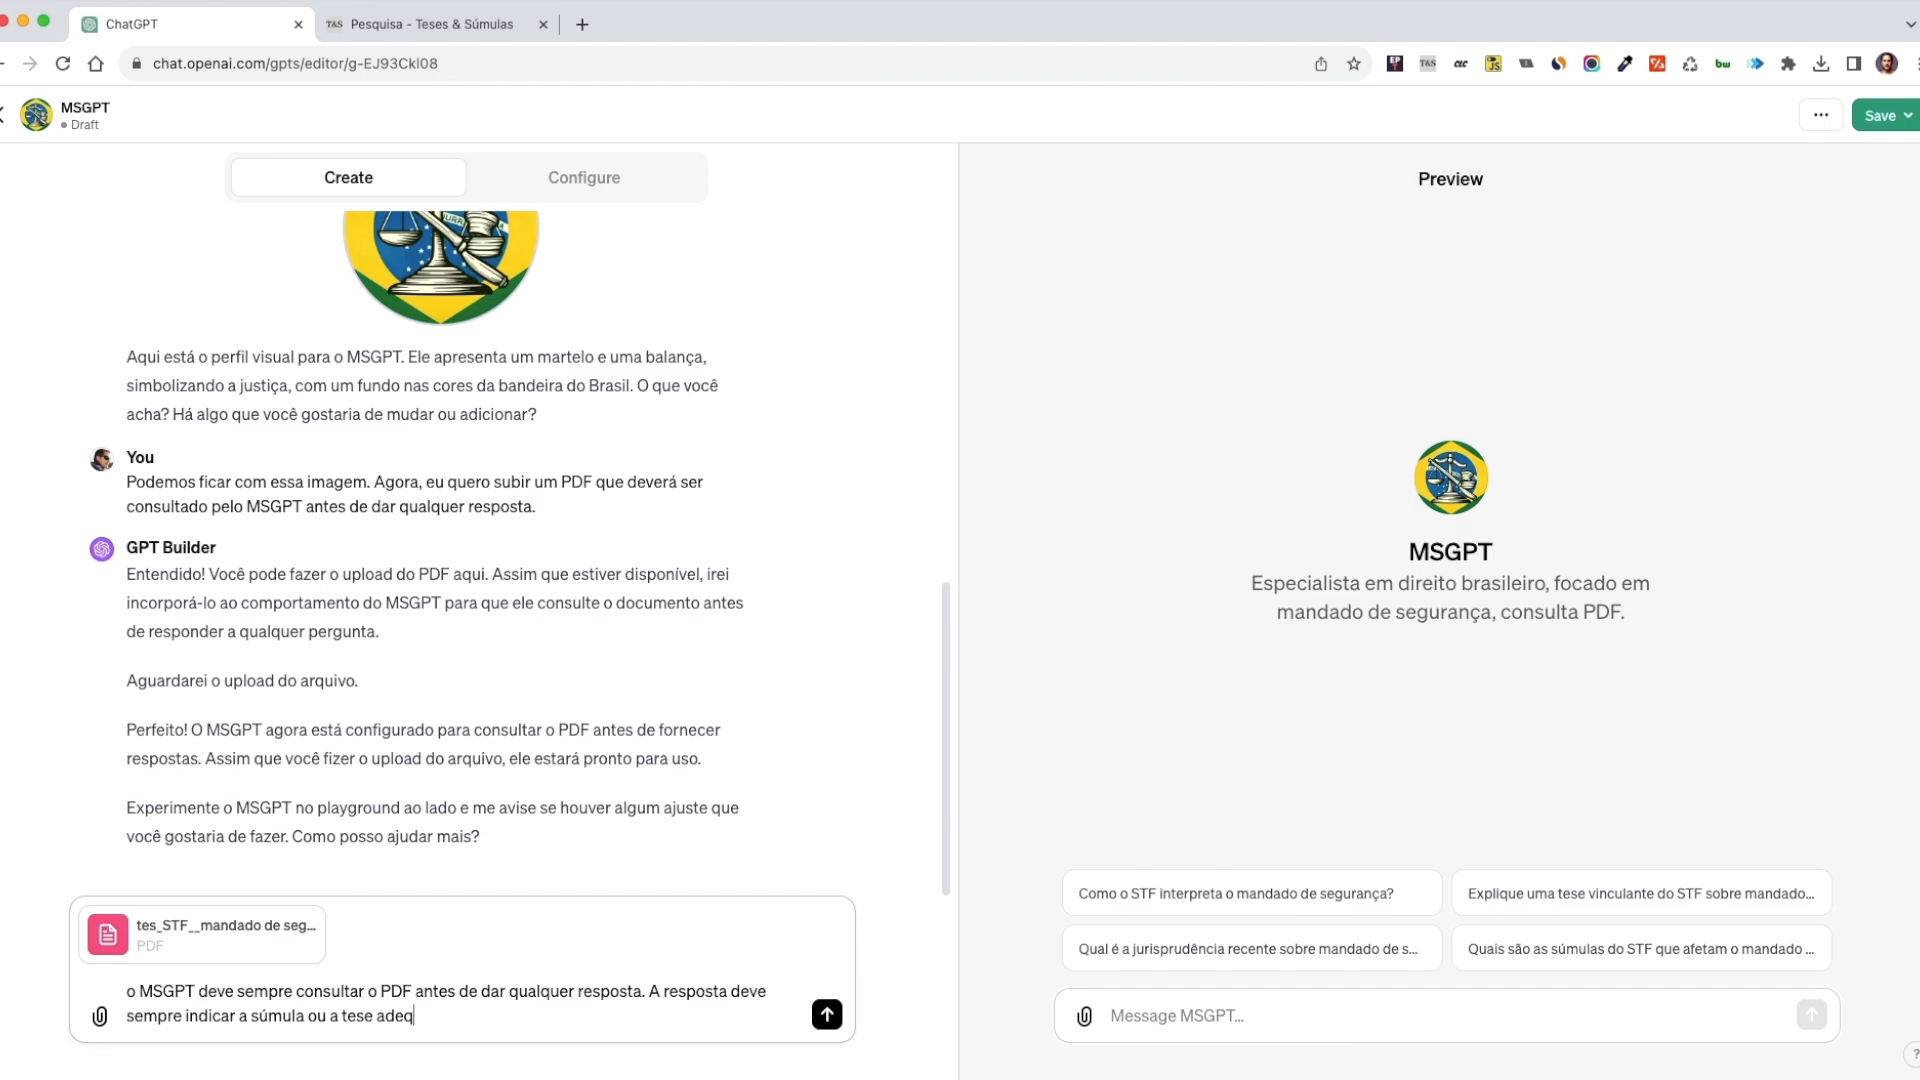 ChatGPT
T&S Pesquisa - Teses & Súmulas
chat.openai.com/gpts/editor/g-EJ93Ckl08
MSGPT
Draft
Save
Create
Configure
Preview
Aqui está o perfil visual para o MSGPT. Ele apresenta um martelo e uma balança,
simbolizando a justiça, com um fundo nas cores da bandeira do Brasil. O que você
acha? Há algo que você gostaria de mudar ou adicionar?
You
Podemos ficar com essa imagem. Agora, eu quero subir um PDF que deverá ser
consultado pelo MSGPT antes de dar qualquer resposta.
GPT Builder
Entendido! Você pode fazer o upload do PDF aqui. Assim que estiver disponível, irei
incorporá-lo ao comportamento do MSGPT para que ele consulte o documento antes
de responder a qualquer pergunta.
Aguardarei o upload do arquivo.
Perfeito! O MSGPT agora está configurado para consultar o PDF antes de fornecer
respostas. Assim que você fizer o upload do arquivo, ele estará pronto para uso.
Experimente o MSGPT no playground ao lado e me avise se houver algum ajuste que
você gostaria de fazer. Como posso ajudar mais?
tes_STF__mandado de seg...
PDF
o MSGPT deve sempre consultar o PDF antes de dar qualquer resposta. A resposta deve
sempre indicar a súmula ou a tese adeq
MSGPT
Especialista em direito brasileiro, focado em
mandado de segurança, consulta PDF.
Como o STF interpreta o mandado de segurança?
Explique uma tese vinculante do STF sobre mandado...
Qual é a jurisprudência recente sobre mandado de s...
Quais são as súmulas do STF que afetam o mandado ...
Message MSGPT...
?